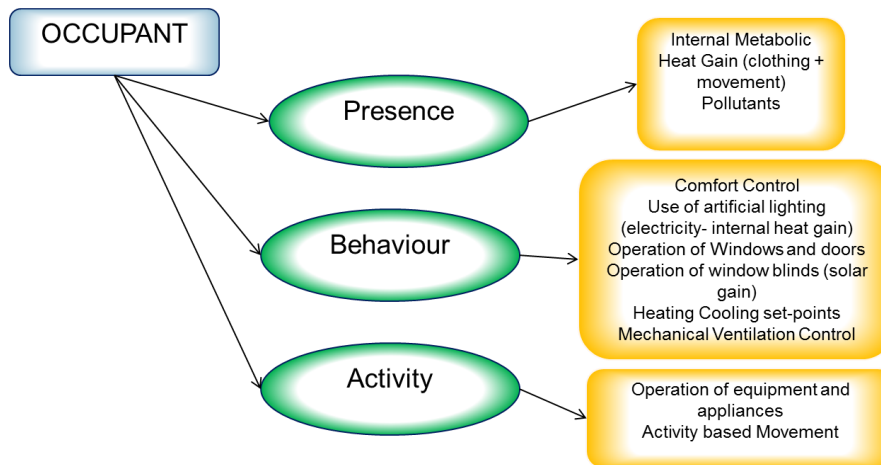 OCCUPANT
Presence
Internal Metabolic
Heat Gain (clothing +
movement)
Pollutants
Behaviour
Comfort Control
Use of artificial lighting
(electricity- internal heat gain)
Operation of Windows and doors
Operation of window blinds (solar
gain)
Heating Cooling set-points
Mechanical Ventilation Control
Activity
Operation of equipment and
appliances
Activity based Movement